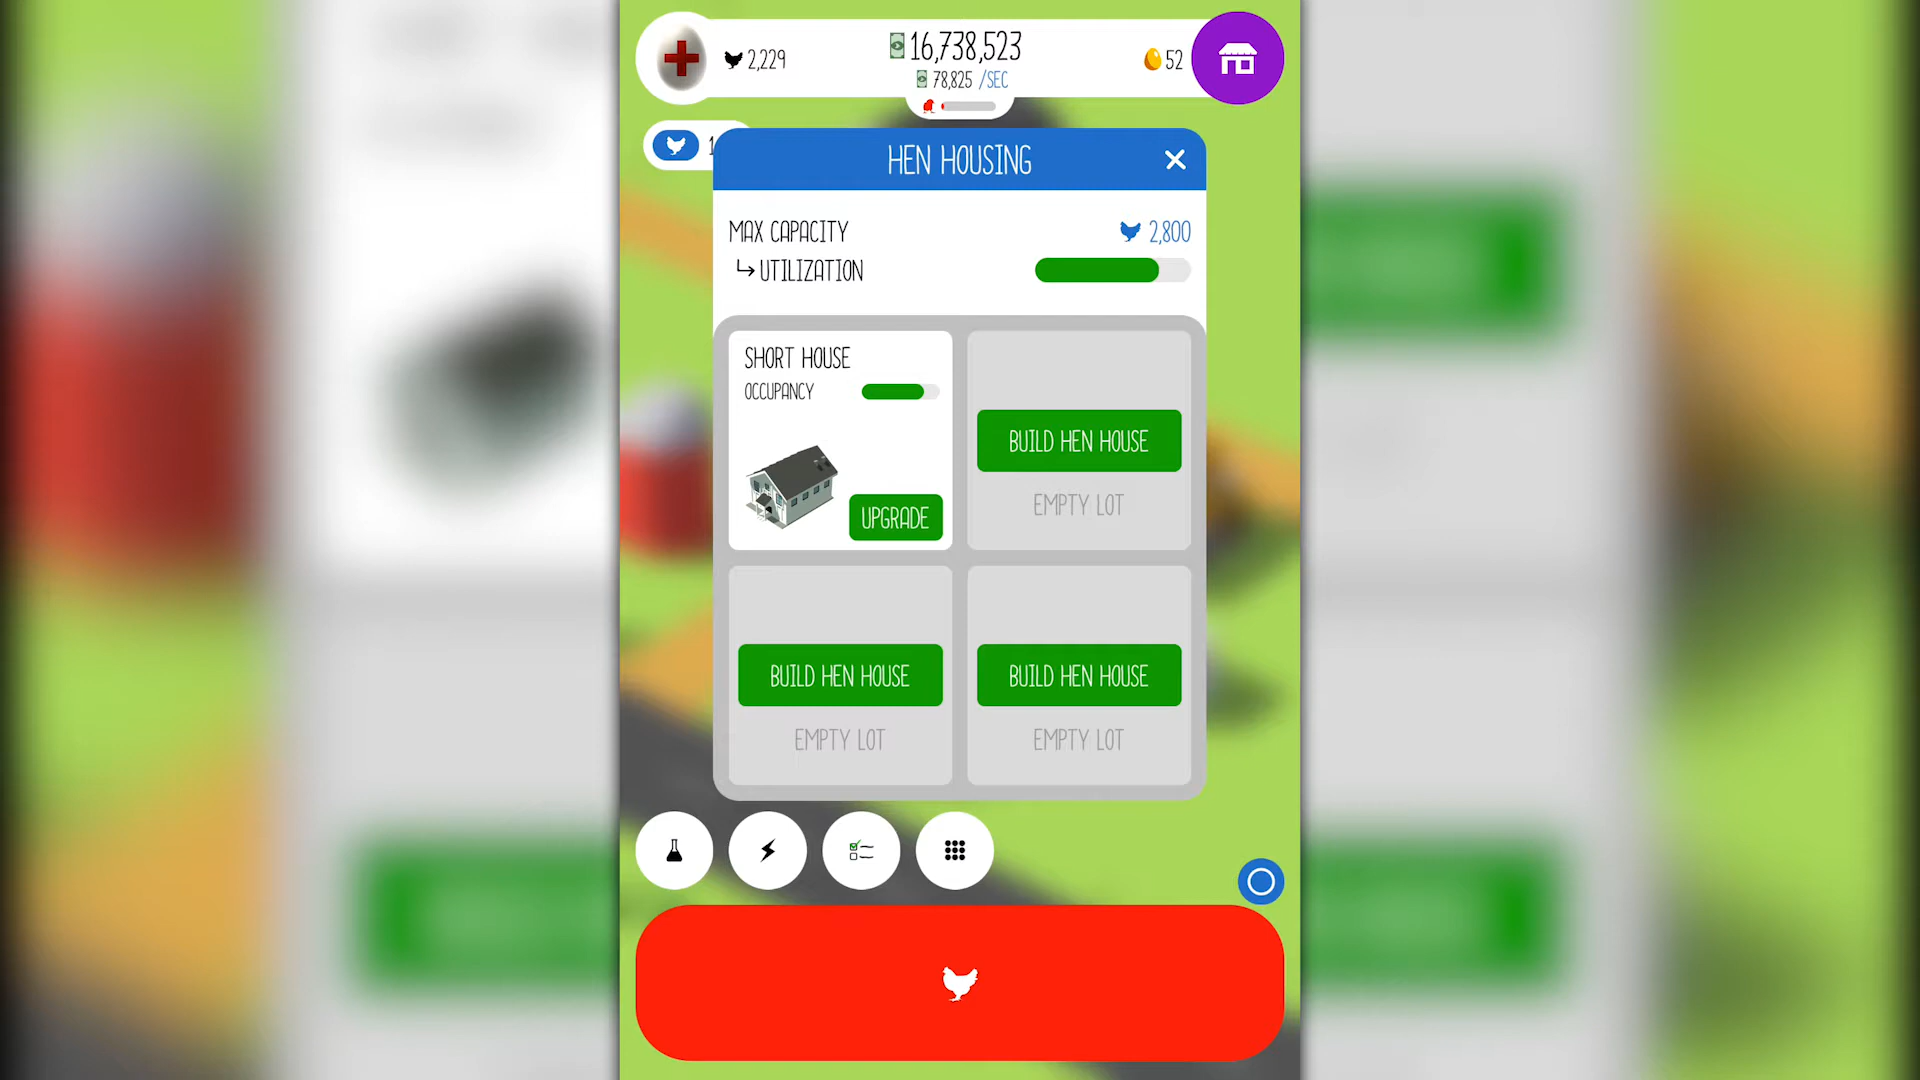 2,229
16,738,523
78,825 /SEC
52
HEN HOUSING
MAX CAPACITY
2,800
UTILIZATION
SHORT HOUSE
OCCUPANCY
UPGRADE
BUILD HEN HOUSE
EMPTY LOT
BUILD HEN HOUSE
EMPTY LOT
BUILD HEN HOUSE
EMPTY LOT